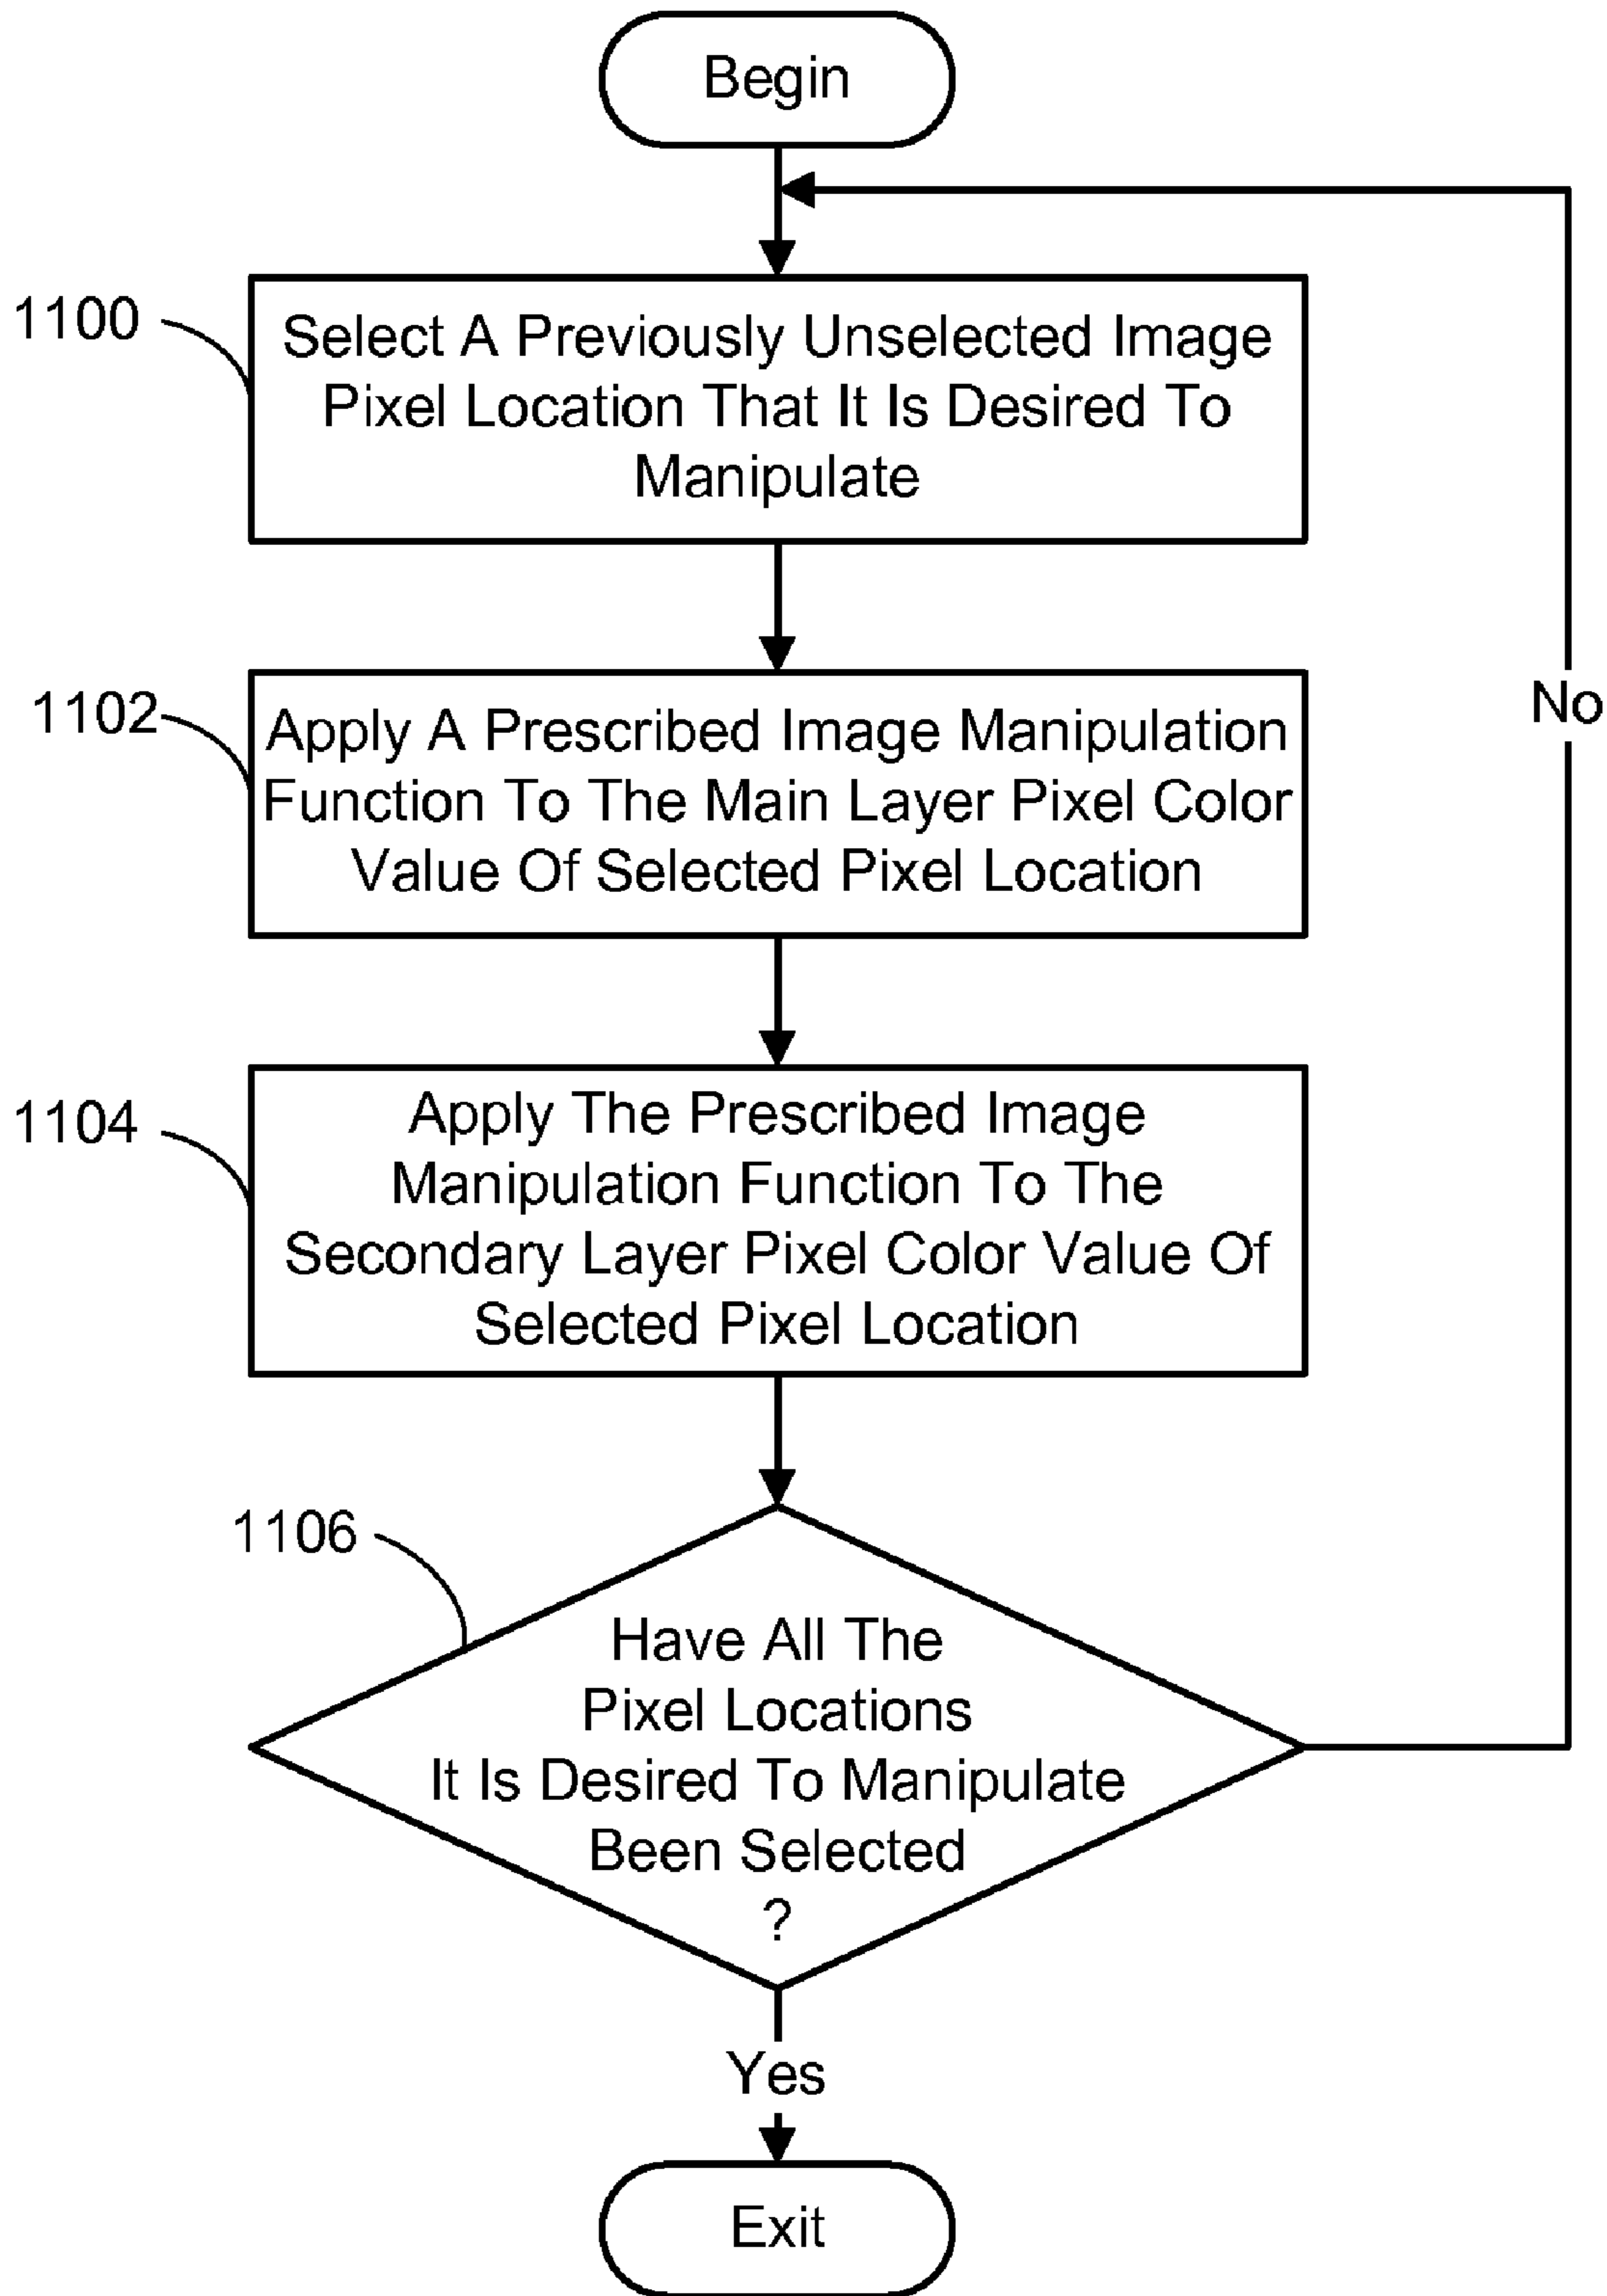 Begin
1100
Select A Previously Unselected Image
Pixel Location That It Is Desired To
Manipulate
1102
Apply A Prescribed Image Manipulation
Function To The Main Layer Pixel Color
Value Of Selected Pixel Location
No
1104
Apply The Prescribed Image
Manipulation Function To The
Secondary Layer Pixel Color Value Of
Selected Pixel Location
1106
Have All The
Pixel Locations
It Is Desired To Manipulate
Been Selected
?
Yes
Exit